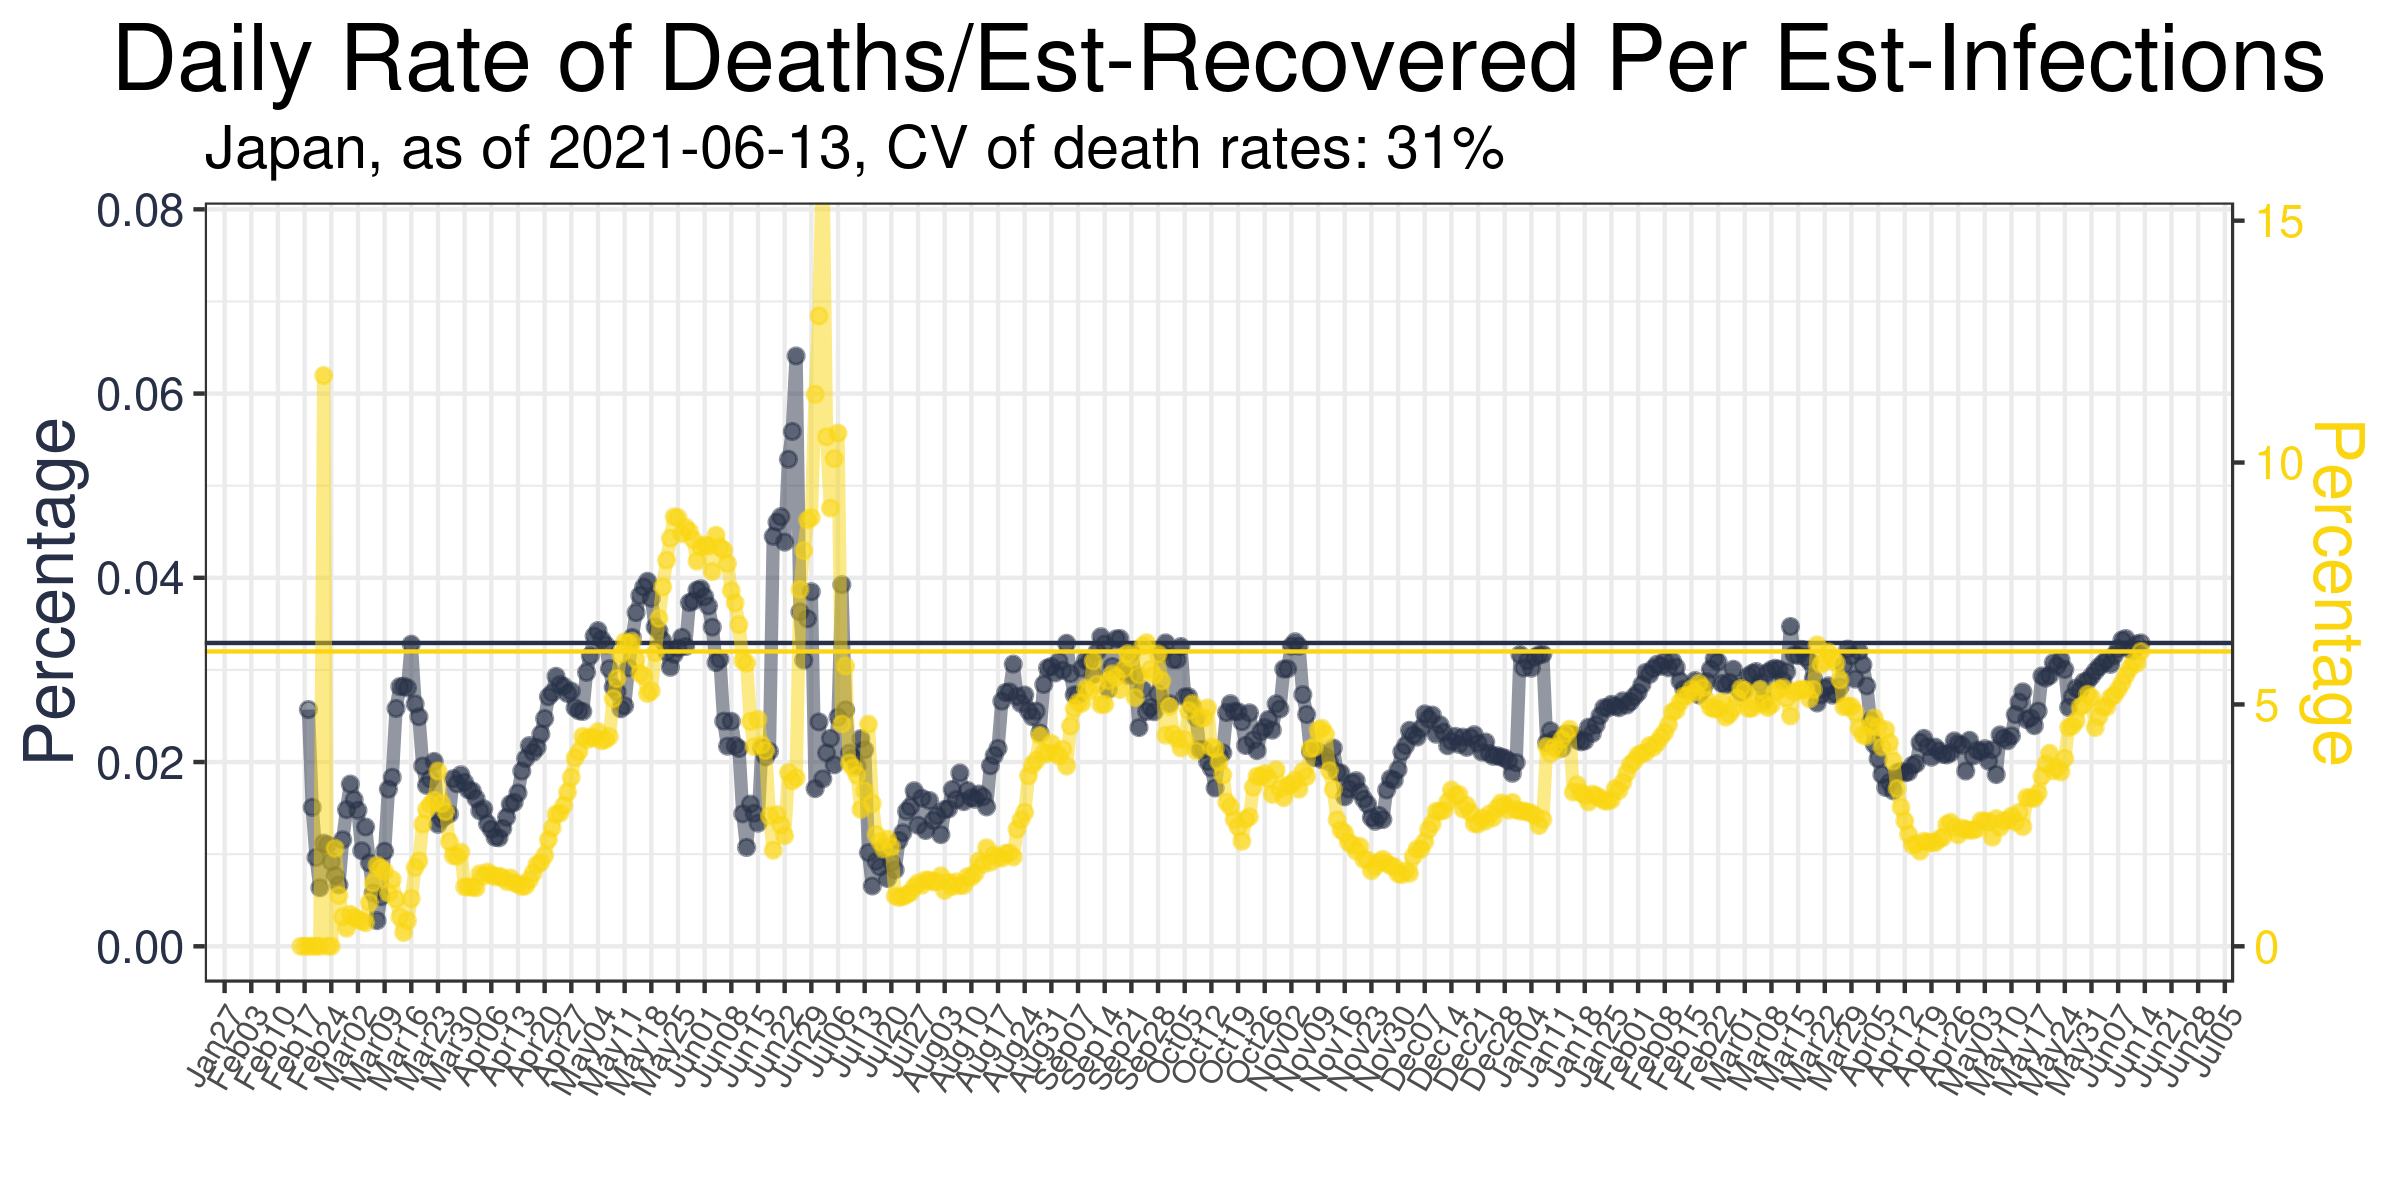 Daily Rate of Deaths/Est-Recovered Per Est-Infections
Japan, as of 2021-06-13, CV of death rates: 31%
Percentage
0.08
0.06
0.04
0.02
0.00
15
10
5
0
Percentage
Jan27
Feb03
Feb10
Feb17
Feb24
Mar02
Mar09
Mar16
Mar23
Mar30
Apr06
Apr13
Apr20
Apr27
May04
May11
May18
May25
Jun01
Jun08
Jun15
Jun22
Jun29
Jul06
Jul13
Jul20
Jul27
Aug03
Aug10
Aug17
Aug24
Aug31
Sep07
Sep14
Sep21
Sep28
Oct05
Oct12
Oct19
Oct26
Nov02
Nov09
Nov16
Nov23
Nov30
Dec07
Dec14
Dec21
Dec28
Jan04
Jan11
Jan18
Jan25
Feb01
Feb08
Feb15
Feb22
Mar01
Mar08
Mar15
Mar22
Mar29
Apr05
Apr12
Apr19
Apr26
May03
May10
May17
May24
May31
Jun07
Jun14
Jun21
Jun28
Jul05